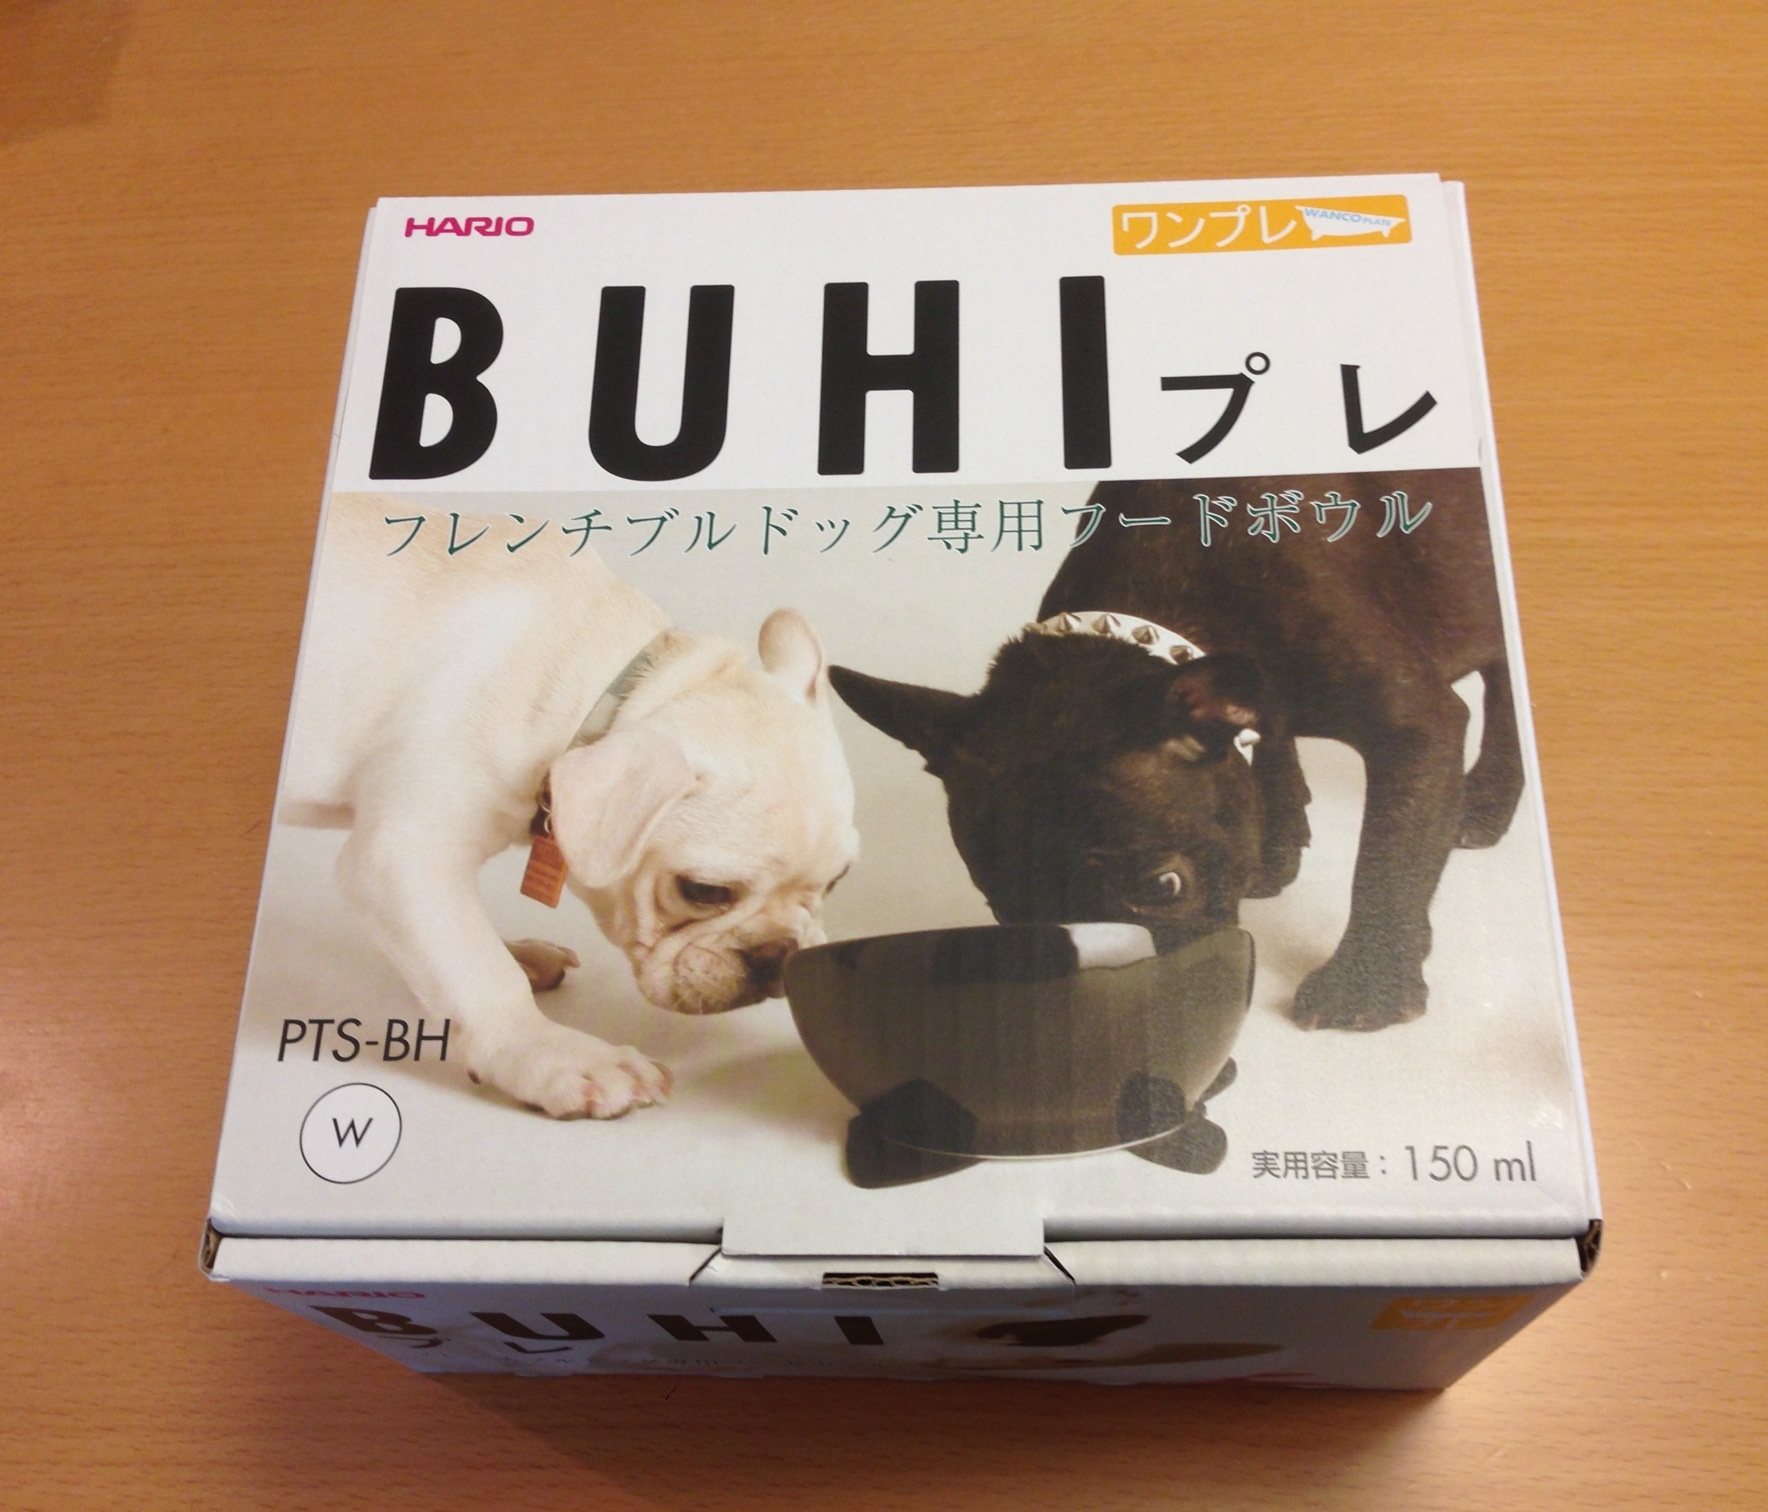 HARIO
ワンプレ WANCO PLATE
BUHIプレ
フレンチブルドッグ専用フードボウル
PTS-BH
W
実用容量：150 ml
HARIO
BUHI
プレ